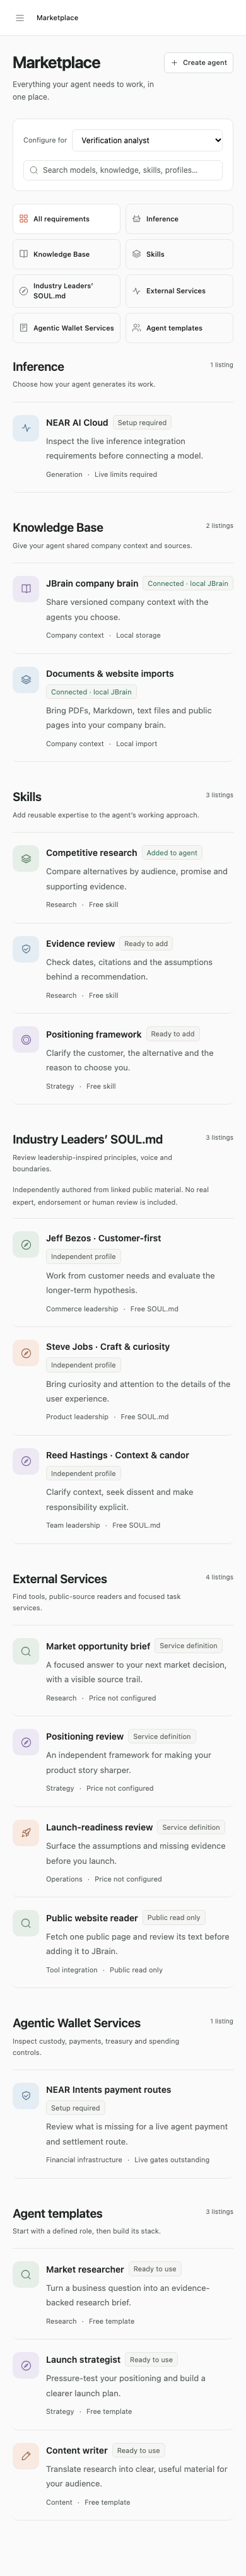 Marketplace
Marketplace
Create agent
Everything your agent needs to work, in
one place.
Configure for
Verification analyst
Search models, knowledge, skills, profiles...
All requirements
Inference
Knowledge Base
Skills
Industry Leaders’
SOUL.md
External Services
Agentic Wallet Services
Agent templates
Inference
1 listing
Choose how your agent generates its work.
NEAR AI Cloud
Setup required
Inspect the live inference integration
requirements before connecting a model.
Generation · Live limits required
Knowledge Base
2 listings
Give your agent shared company context and sources.
JBrain company brain
Connected · local JBrain
Share versioned company context with the
agents you choose.
Company context · Local storage
Documents & website imports
Connected · local JBrain
Bring PDFs, Markdown, text files and public
pages into your company brain.
Company context · Local import
Skills
3 listings
Add reusable expertise to the agent’s working approach.
Competitive research
Added to agent
Compare alternatives by audience, promise and
supporting evidence.
Research · Free skill
Evidence review
Ready to add
Check dates, citations and the assumptions
behind a recommendation.
Research · Free skill
Positioning framework
Ready to add
Clarify the customer, the alternative and the
reason to choose you.
Strategy · Free skill
Industry Leaders’ SOUL.md
3 listings
Review leadership-inspired principles, voice and
boundaries.
Independently authored from linked public material. No real
expert, endorsement or human review is included.
Jeff Bezos · Customer-first
Independent profile
Work from customer needs and evaluate the
longer-term hypothesis.
Commerce leadership · Free SOUL.md
Steve Jobs · Craft & curiosity
Independent profile
Bring curiosity and attention to the details of the
user experience.
Product leadership · Free SOUL.md
Reed Hastings · Context & candor
Independent profile
Clarify context, seek dissent and make
responsibility explicit.
Team leadership · Free SOUL.md
External Services
4 listings
Find tools, public-source readers and focused task
services.
Market opportunity brief
Service definition
A focused answer to your next market decision,
with a visible source trail.
Research · Price not configured
Positioning review
Service definition
An independent framework for making your
product story sharper.
Strategy · Price not configured
Launch-readiness review
Service definition
Surface the assumptions and missing evidence
before you launch.
Operations · Price not configured
Public website reader
Public read only
Fetch one public page and review its text before
adding it to JBrain.
Tool integration · Public read only
Agentic Wallet Services
1 listing
Inspect custody, payments, treasury and spending
controls.
NEAR Intents payment routes
Setup required
Review what is missing for a live agent payment
and settlement route.
Financial infrastructure · Live gates outstanding
Agent templates
3 listings
Start with a defined role, then build its stack.
Market researcher
Ready to use
Turn a business question into an evidence-
backed research brief.
Research · Free template
Launch strategist
Ready to use
Pressure-test your positioning and build a
clearer launch plan.
Strategy · Free template
Content writer
Ready to use
Translate research into clear, useful material for
your audience.
Content · Free template